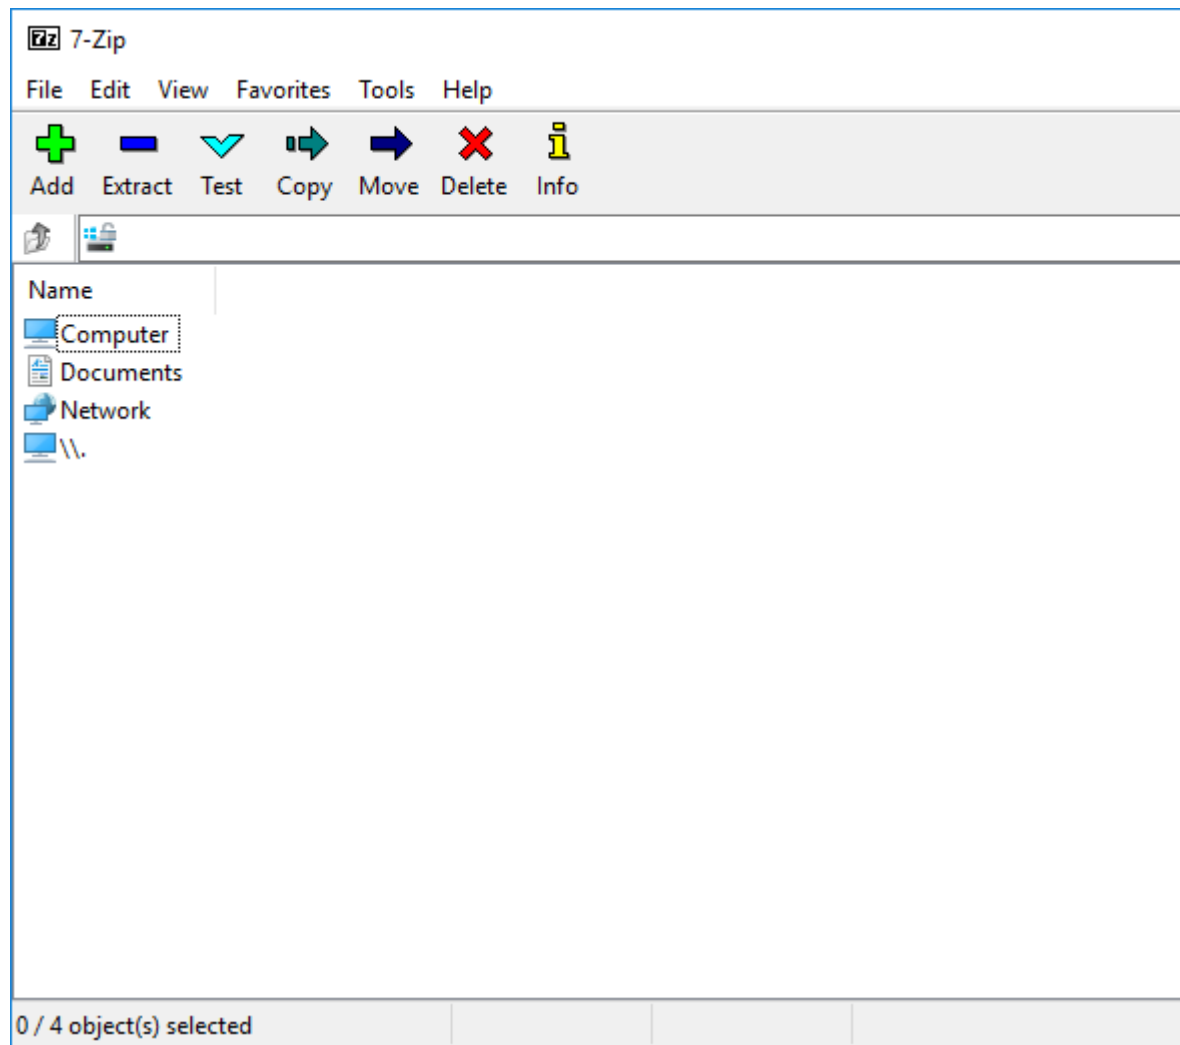 7z 7-Zip
File Edit View Favorites Tools Help
Add Extract Test Copy Move Delete Info
Name
Computer
Documents
Network
\\.
0 / 4 object(s) selected